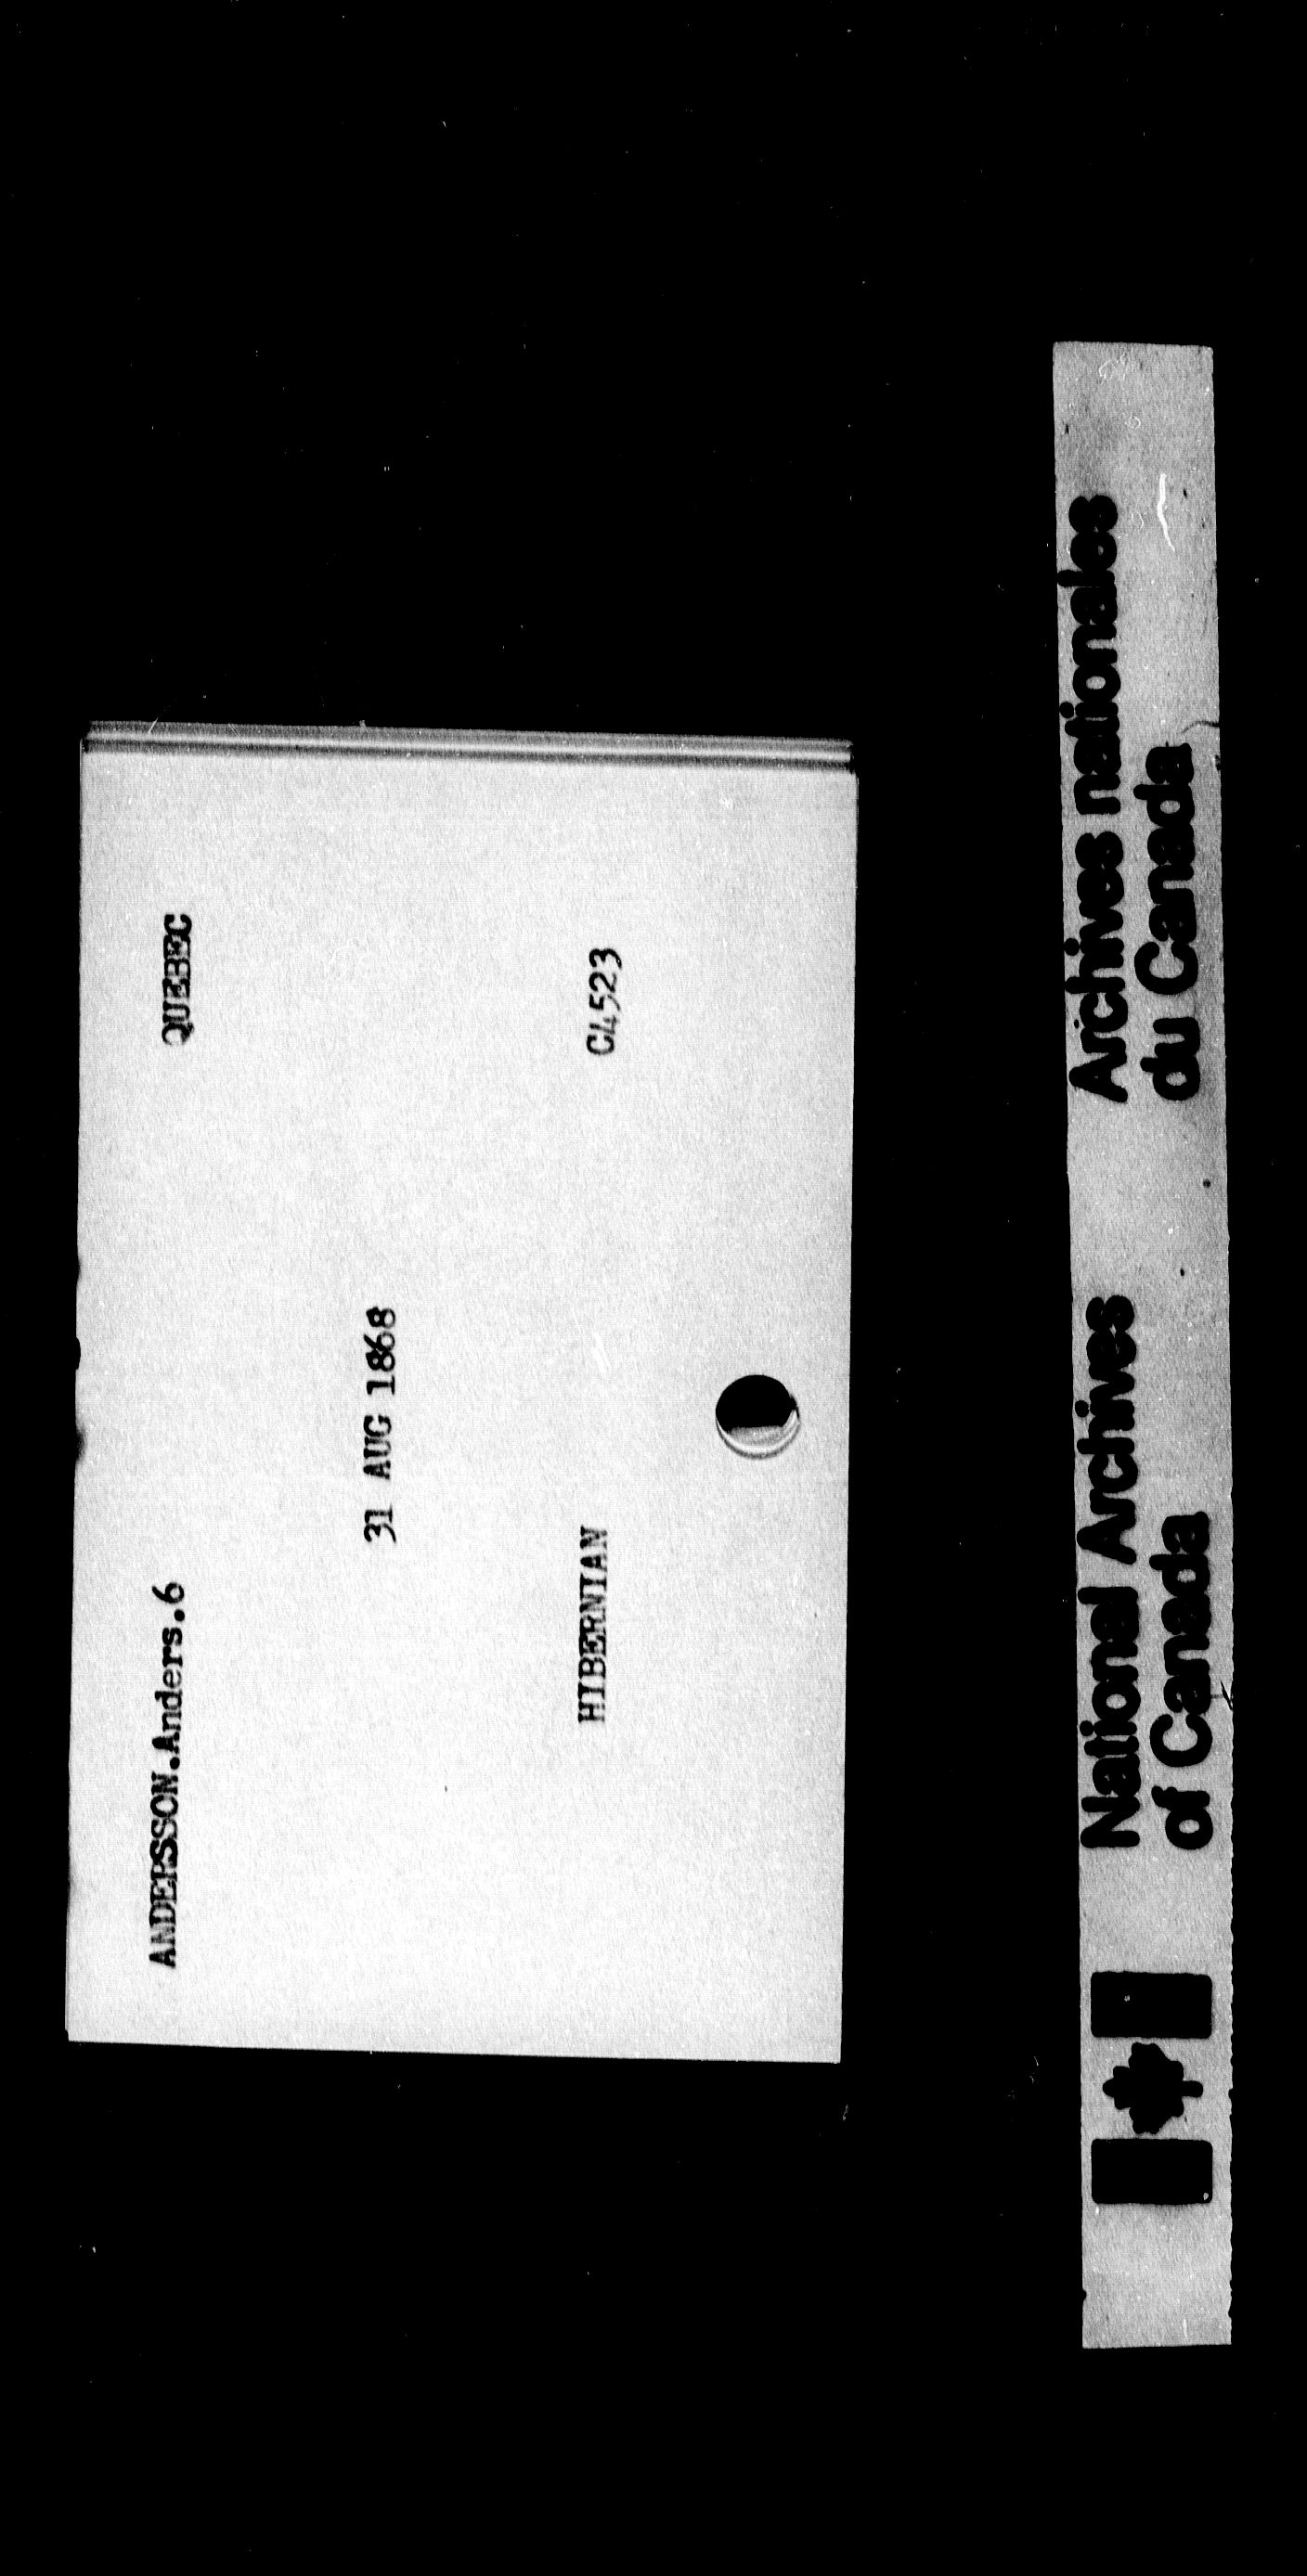 ANDERSSON.Anders.6 QUEBEC
31 AUG 1868
HIBERNIAN C4523
National Archives of Canada
Archives nationales du Canada